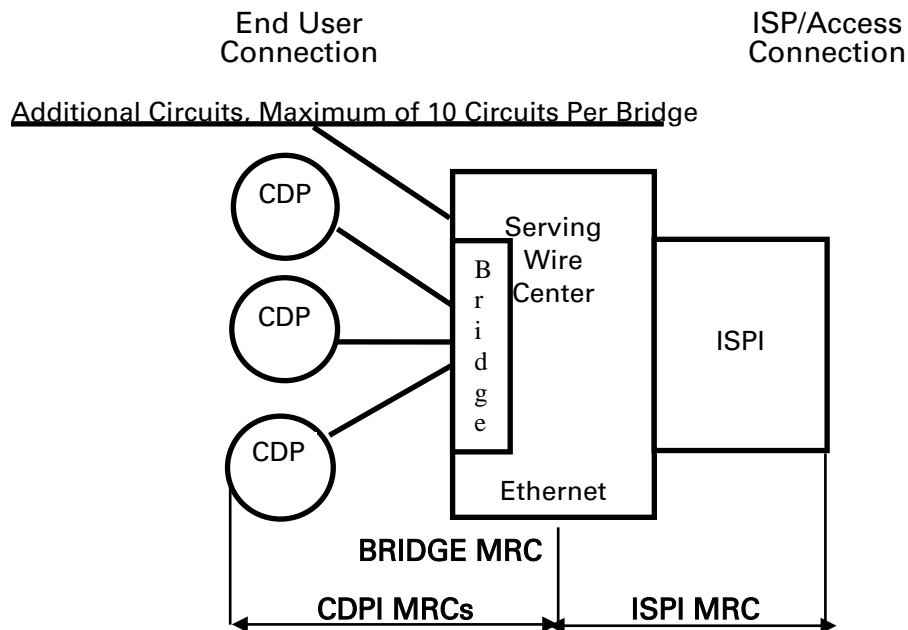 End User
Connection
ISP/Access
Connection
Additional Circuits, Maximum of 10 Circuits Per Bridge
CDP
CDP
CDP
Bridge
Serving
Wire
Center
Ethernet
ISPI
BRIDGE MRC
CDPI MRCs
ISPI MRC